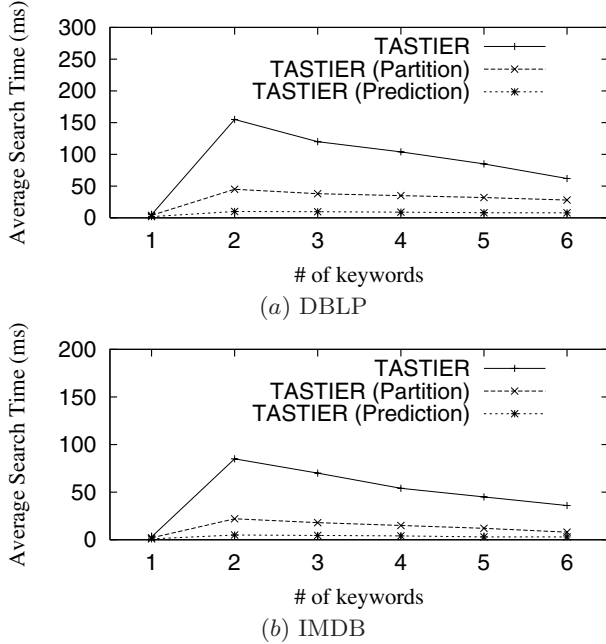 300
250
200
150
100
50
0
Average Search Time (ms)
TASTIER
TASTIER (Partition)
TASTIER (Prediction)
1 2 3 4 5 6
# of keywords
(a) DBLP
200
150
100
50
0
Average Search Time (ms)
TASTIER
TASTIER (Partition)
TASTIER (Prediction)
1 2 3 4 5 6
# of keywords
(b) IMDB